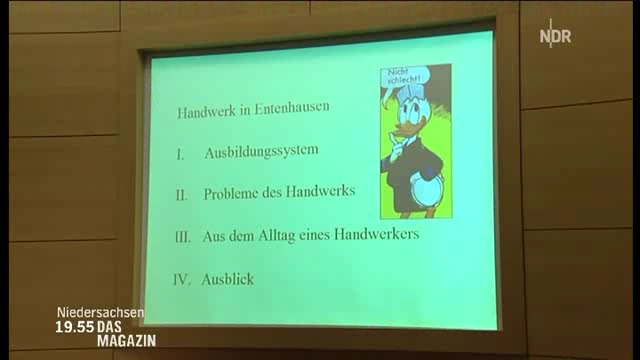 NDR
Nicht
schlecht!
Handwerk in Entenhausen
I. Ausbildungssystem
II. Probleme des Handwerks
III. Aus dem Alltag eines Handwerkers
IV. Ausblick
Niedersachsen
19.55 DAS
MAGAZIN